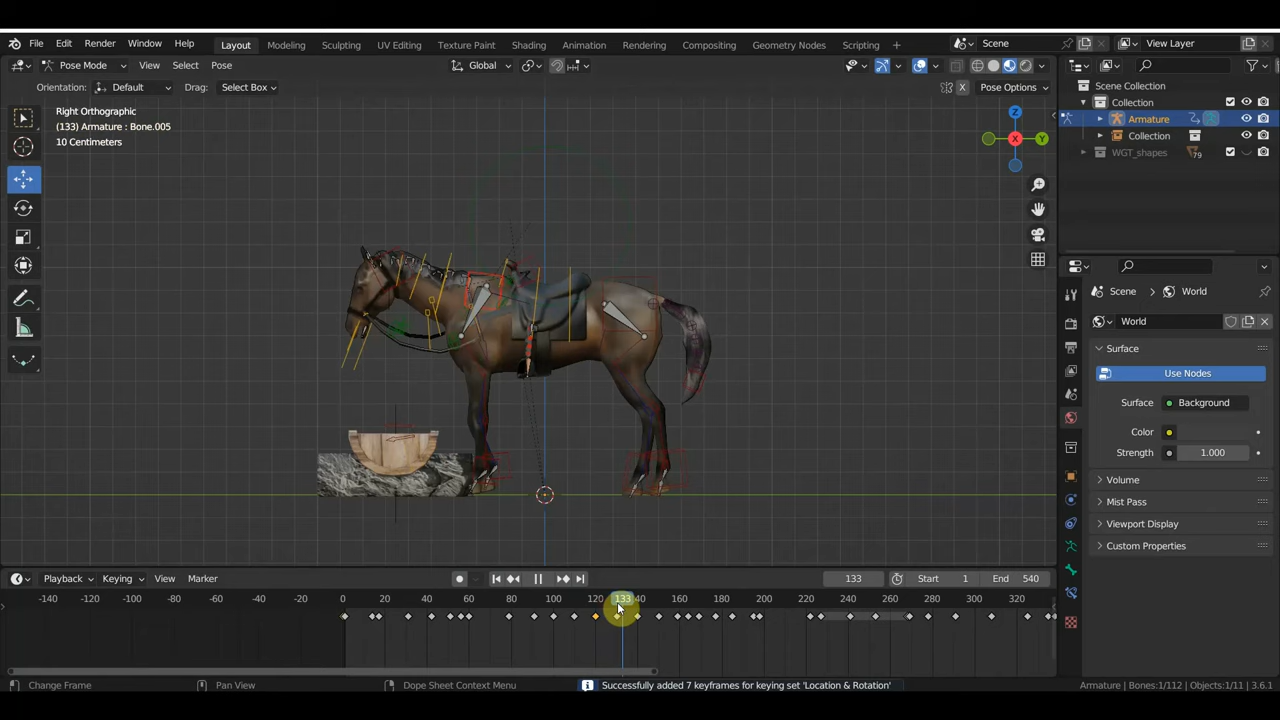 File Edit Render Window Help Layout Modeling Sculpting UV Editing Texture Paint Shading Animation Rendering Compositing Geometry Nodes Scripting + Scene View Layer
Pose Mode View Select Pose Global
Orientation: Default Drag: Select Box X Pose Options
Scene Collection
Collection
Armature
Collection
WGT_shapes 79
Right Orthographic
(133) Armature : Bone.005
10 Centimeters
Z
X
Y
Scene World
World
Surface
Use Nodes
Surface Background
Color
Strength 1.000
Volume
Mist Pass
Viewport Display
Custom Properties
Playback Keying View Marker 133 Start 1 End 540
-140 -120 -100 -80 -60 -40 -20 0 20 40 60 80 100 120 133 40 160 180 200 220 240 260 280 300 320
Change Frame Pan View Dope Sheet Context Menu Successfully added 7 keyframes for keying set 'Location & Rotation' Armature | Bones:1/112 | Objects:1/11 | 3.6.1